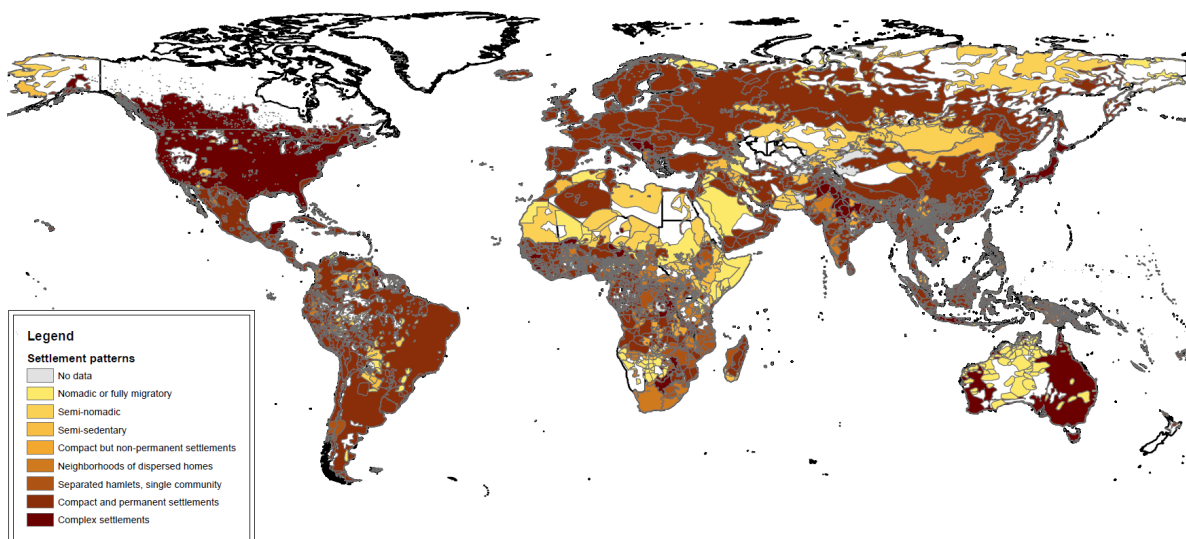 Legend
Settlement patterns
No data
Nomadic or fully migratory
Semi-nomadic
Semi-sedentary
Compact but non-permanent settlements
Neighborhoods of dispersed homes
Separated hamlets, single community
Compact and permanent settlements
Complex settlements